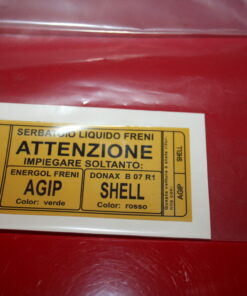 SERBATOIO LIQUIDO FRENI
ATTENZIONE
IMPIEGARE SOLTANTO:
ENERGOL FRENI
AGIP
Color: verde
DONAX B 07 R1
SHELL
Color: rosso
AGIP
SHELL